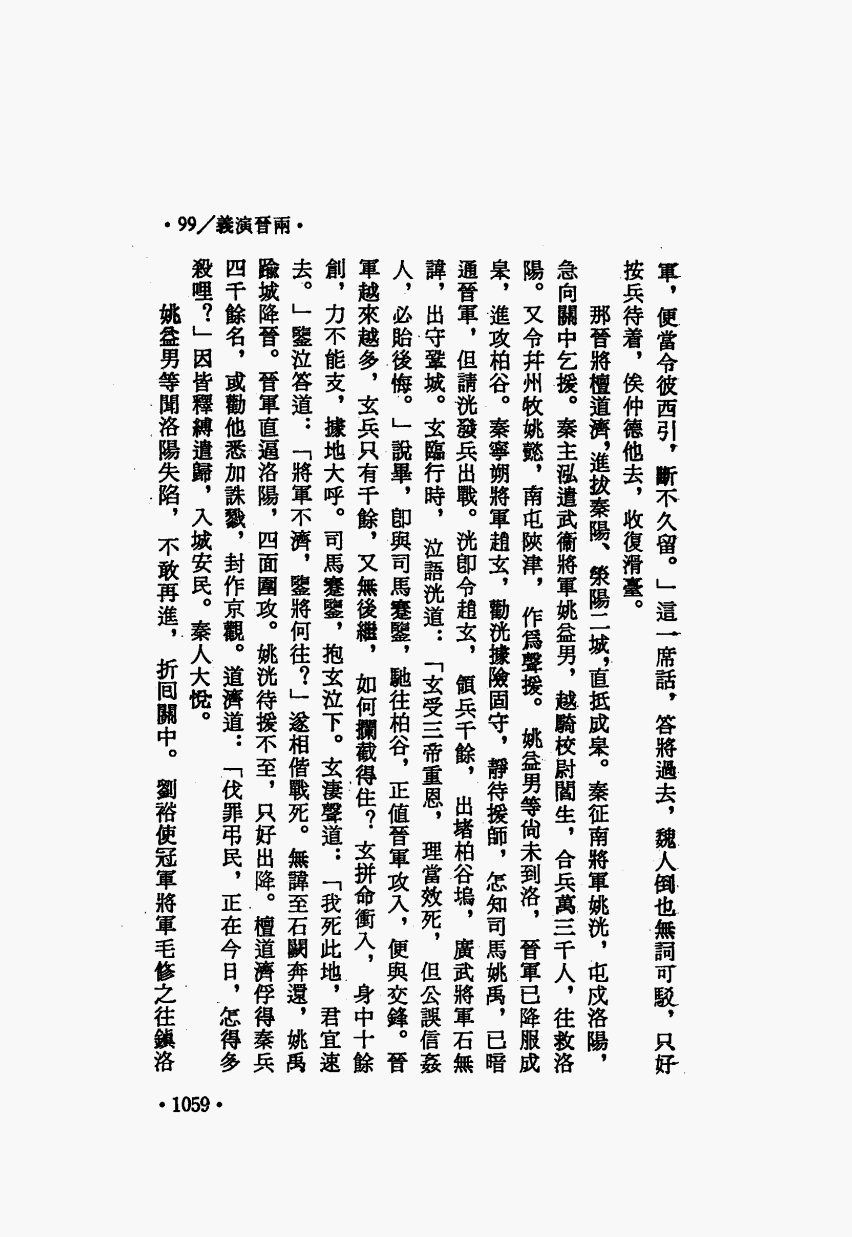 ·99／義演晉兩·
軍，便當令彼西引，斷不久留。」這一席話，答將過去，魏人倒也無詞可駁，只好
按兵待着，俟仲德他去，收復滑臺。
那晉將檀道濟，進拔秦陽、滎陽二城，直抵成皋。秦征南將軍姚洸，屯戍洛陽，
急向關中乞援。秦主泓遣武衞將軍姚益男，越騎校尉閻生，合兵萬三千人，往救洛
陽。又令幷州牧姚懿，南屯陝津，作爲聲援。姚益男等尙未到洛，晉軍已降服成
皋，進攻柏谷。秦寧朔將軍趙玄，勸洸據險固守，靜待援師，怎知司馬姚禹，已暗
通晉軍，但請洸發兵出戰。洸卽令趙玄，領兵千餘，出堵柏谷塢，廣武將軍石無
諱，出守鞏城。玄臨行時，泣語洸道：「玄受三帝重恩，理當效死，但公誤信姦
人，必貽後悔。」說畢，卽與司馬蹇鑒，馳往柏谷，正値晉軍攻入，便與交鋒。晉
軍越來越多，玄兵只有千餘，又無後繼，如何攔截得住？玄拼命衝入，身中十餘
創，力不能支，據地大呼。司馬蹇鑒，抱玄泣下。玄淒聲道：「我死此地，君宜速
去。」鑒泣答道：「將軍不濟，鑒將何往？」遂相偕戰死。無諱至石闕奔還，姚禹
踰城降晉。晉軍直逼洛陽，四面圍攻。姚洸待援不至，只好出降。檀道濟俘得秦兵
四千餘名，或勸他悉加誅戮，封作京觀。道濟道：「伐罪弔民，正在今日，怎得多
殺哩？」因皆釋縛遣歸，入城安民。秦人大悅。
姚益男等聞洛陽失陷，不敢再進，折囘關中。劉裕使冠軍將軍毛修之往鎭洛
·1059·